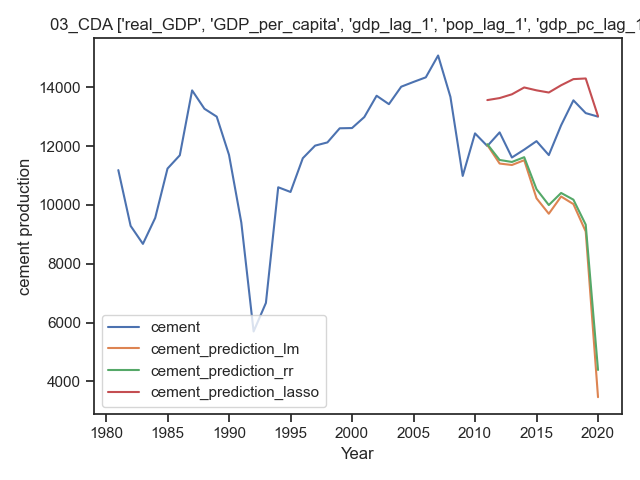 03_CDA ['real_GDP', 'GDP_per_capita', 'gdp_lag_1', 'pop_lag_1', 'gdp_pc_lag_1
14000
12000
10000
8000
6000
4000
cement production
cement
cement_prediction_lm
cement_prediction_rr
cement_prediction_lasso
1980 1985 1990 1995 2000 2005 2010 2015 2020
Year